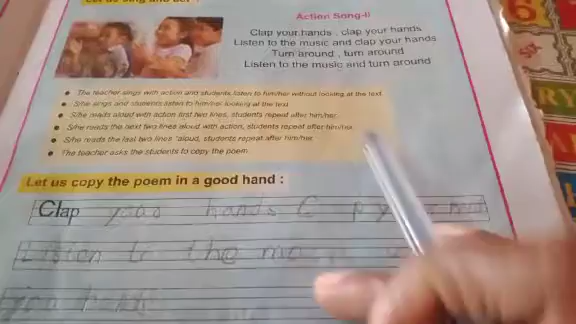 Let us sing and act :
Action Song-II
Clap your hands , clap your hands
Listen to the music and clap your hands
Turn around , turn around
Listen to the music and turn around
The teacher sings with action and students listen to him/her without looking at the text.
S/he sings and students listen to him/her looking at the text.
S/he reads aloud with action first two lines, students repeat after him/her.
S/he reads the next two lines aloud with action, students repeat after him/her.
S/he reads the last two lines aloud, students repeat after him/her.
The teacher asks the students to copy the poem.
Let us copy the poem in a good hand :
Clap hands C p y
Listen to the